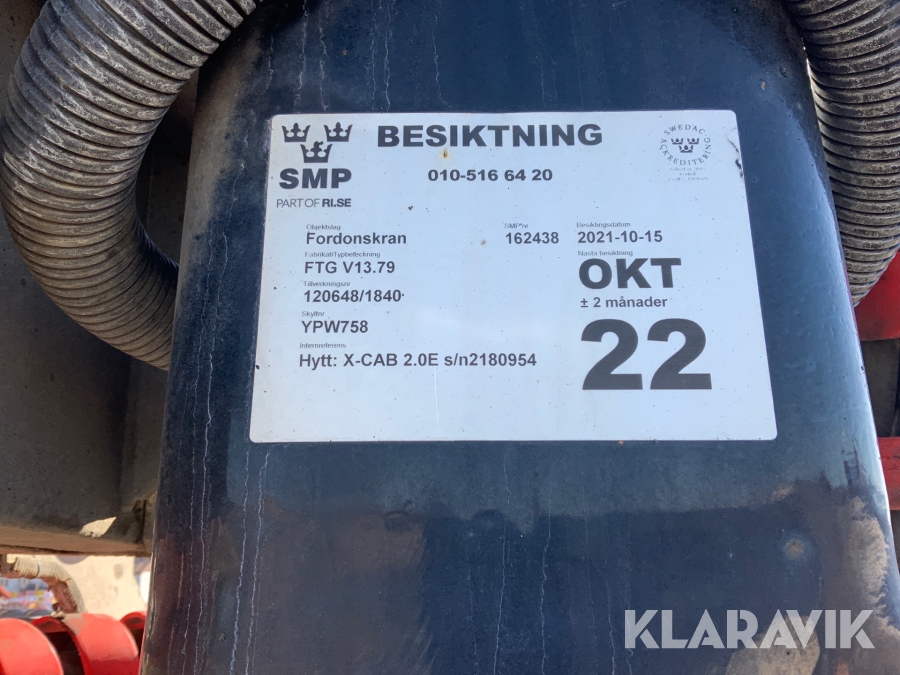 BESIKTNING
SMP
PART OF RI.SE
010-516 64 20
SWEDAC
ACKREDITERING
Objektslag
Fordonskran
SMP nr
162438
Besiktingsdatum
2021-10-15
Fabrikat/Typbeteckning
FTG V13.79
Nästa besiktning
OKT
± 2 månader
22
Tillverkningsnr
120648/1840
Skyltnr
YPW758
Internreferens
Hytt: X-CAB 2.0E s/n2180954
KLARAVIK